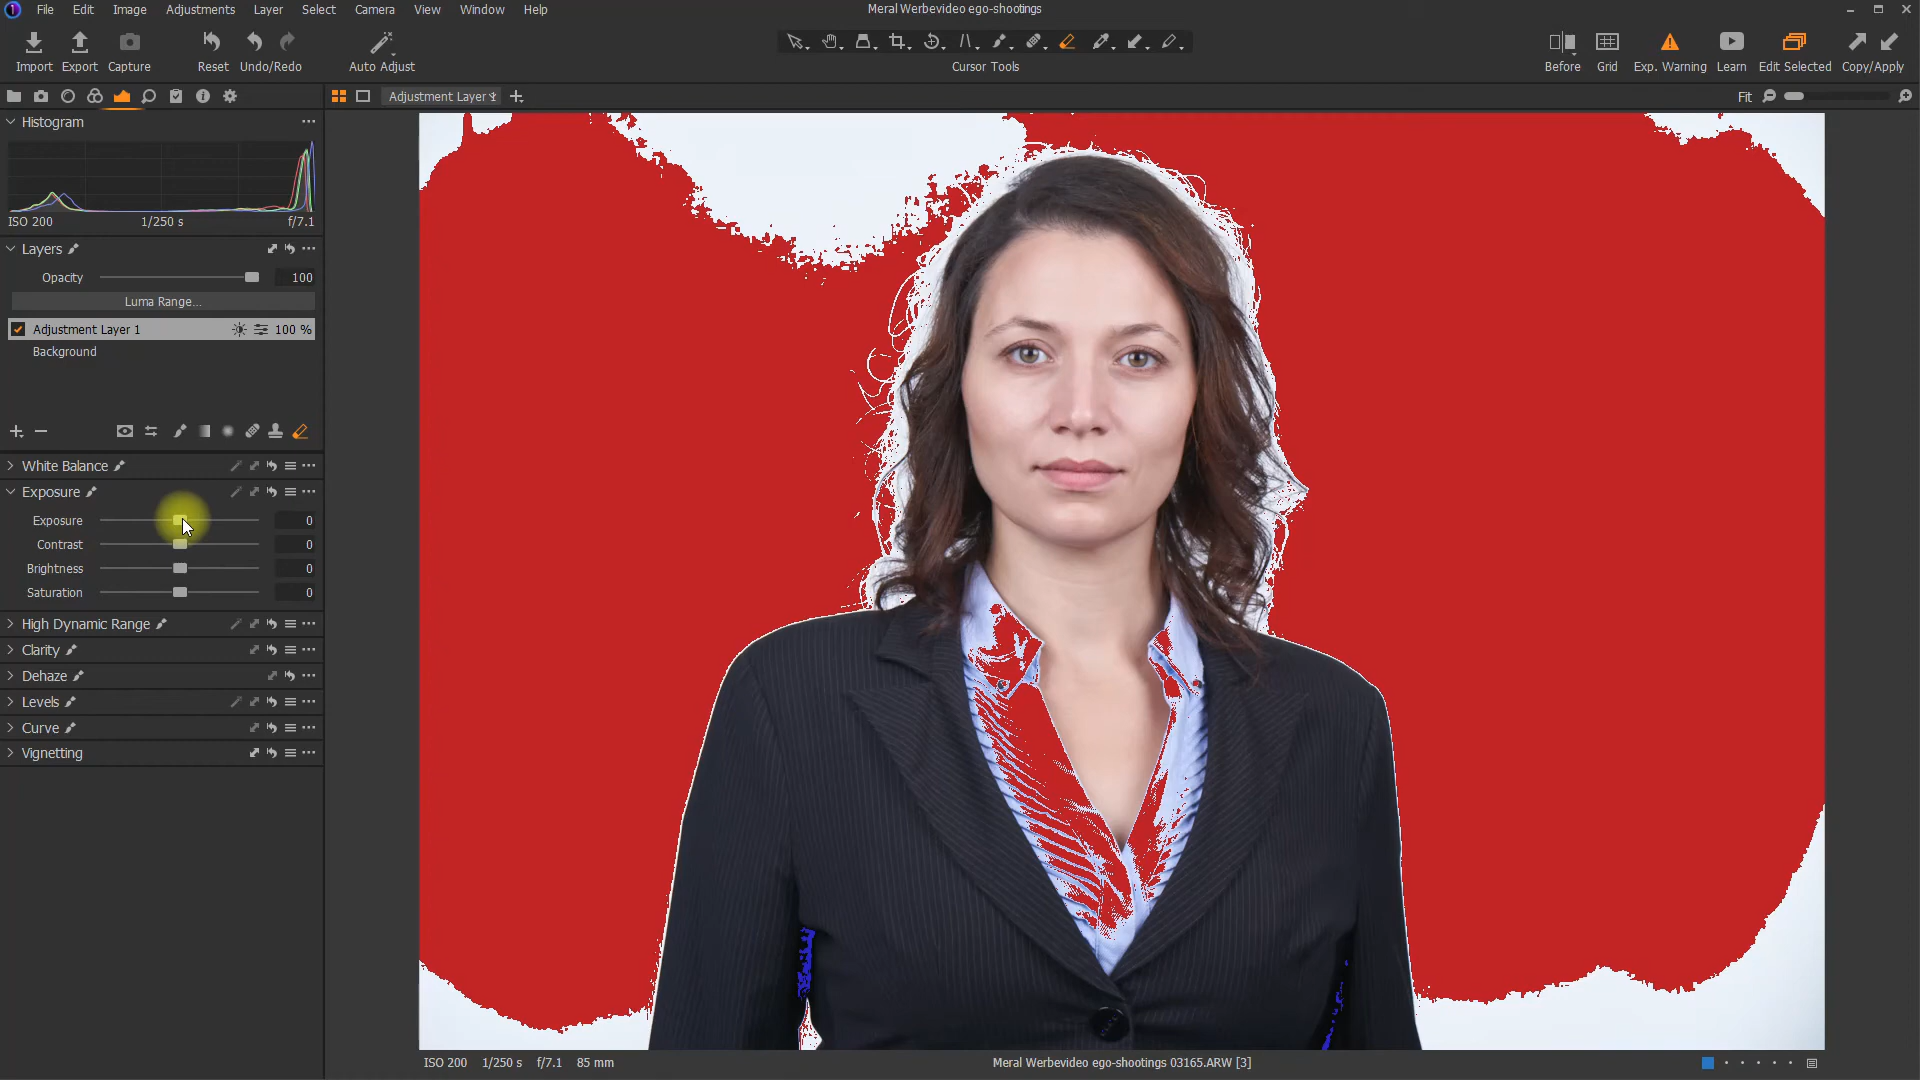 File Edit Image Adjustments Layer Select Camera View Window Help
Meral Werbevideo ego-shootings
Import Export Capture Reset Undo/Redo Auto Adjust
Cursor Tools
Before Grid Exp. Warning Learn Edit Selected Copy/Apply
Adjustment Layer 1
Fit
Histogram
ISO 200 1/250 s f/7.1
Layers
Opacity 100
Luma Range...
Adjustment Layer 1 100 %
Background
White Balance
Exposure
Exposure 0
Contrast 0
Brightness 0
Saturation 0
High Dynamic Range
Clarity
Dehaze
Levels
Curve
Vignetting
ISO 200 1/250 s f/7.1 85 mm
Meral Werbevideo ego-shootings 03165.ARW [3]